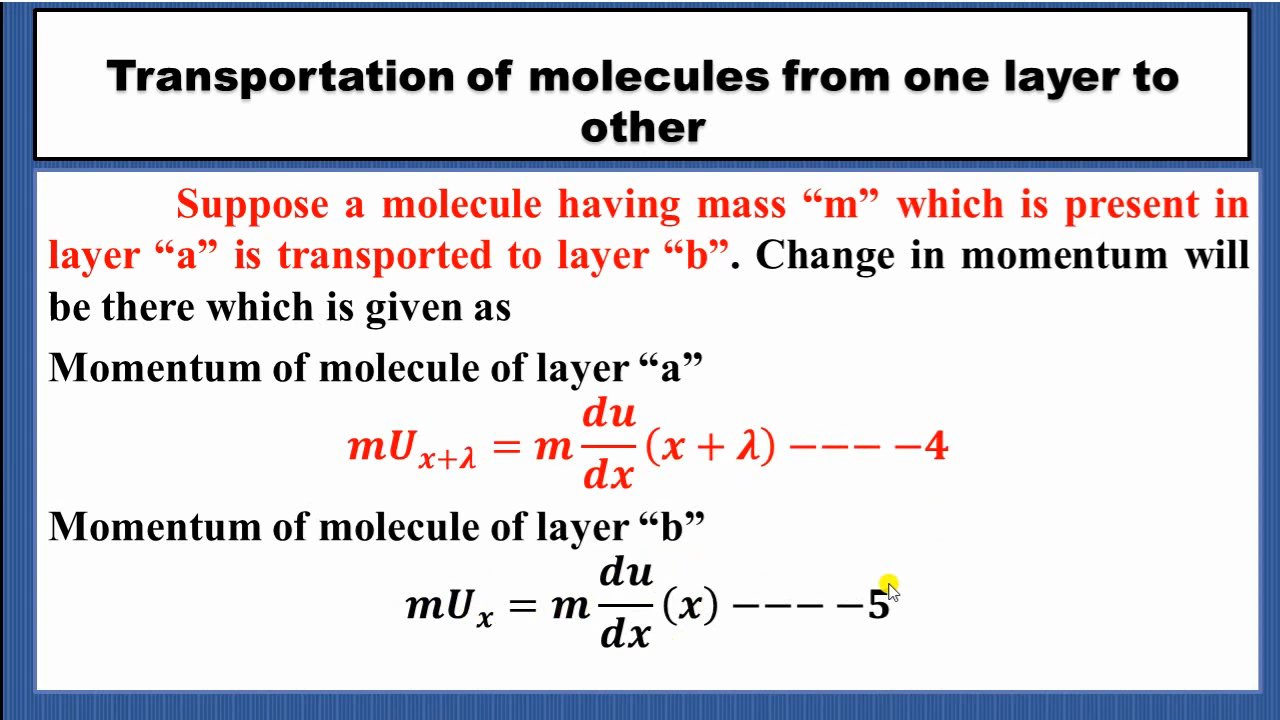 Transportation of molecules from one layer to
other
Suppose a molecule having mass “m” which is present in
layer “a” is transported to layer “b”. Change in momentum will
be there which is given as
Momentum of molecule of layer “a”
mU_{x+λ} = m du/dx (x + λ) −−− −4
Momentum of molecule of layer “b”
mU_x = m du/dx (x) −−− −5